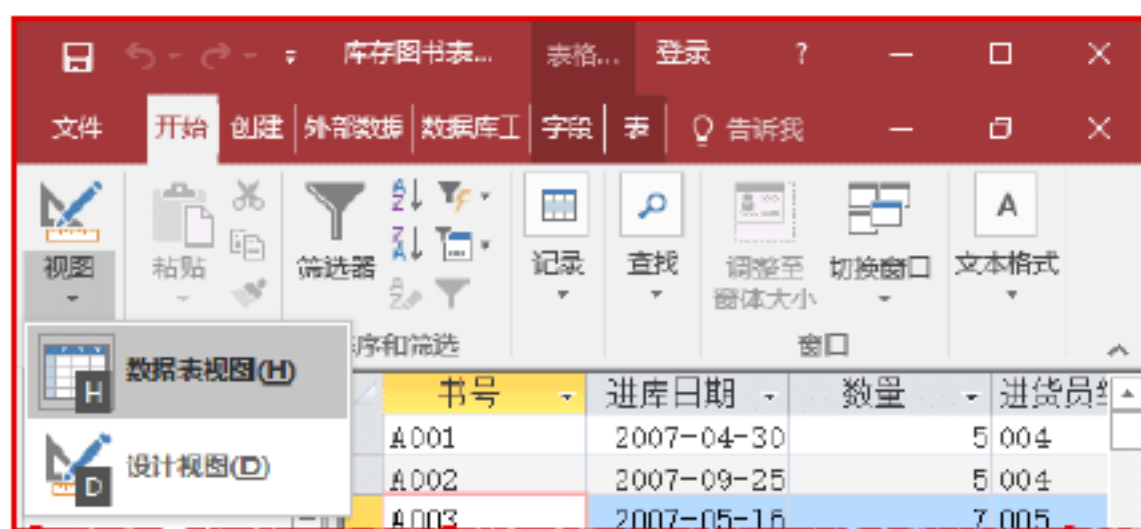 库存图书表... 表格... 登录 ?
文件 开始 创建 外部数据 数据库工 字段 表 告诉我
视图 粘贴 筛选器 记录 查找 调整至窗体大小 切换窗口 文本格式
序和筛选 窗口
数据表视图(H)
设计视图(D)
书号 进库日期 数量 进货员
A001 2007-04-30 5 004
A002 2007-09-25 5 004
A003 2007-05-16 7 005